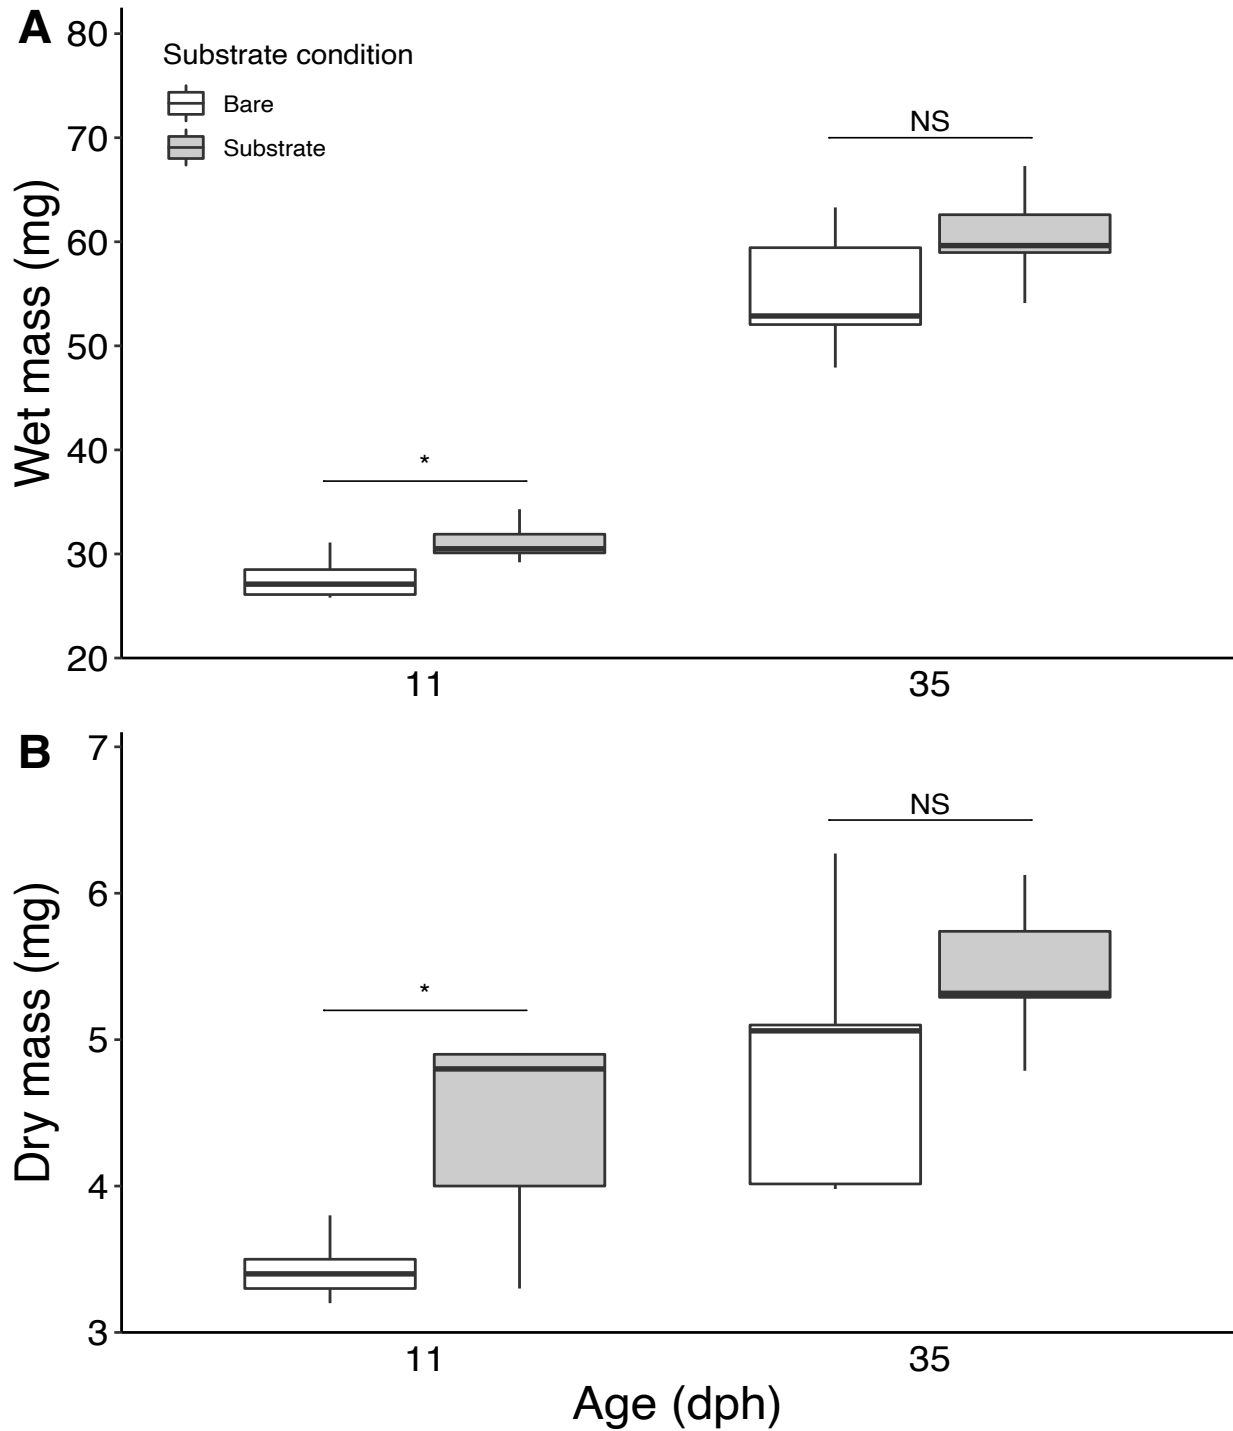 A
80
Substrate condition
Bare
Substrate
70
60
50
40
30
20
Wet mass (mg)
NS
*
11
35
B
7
6
5
4
3
Dry mass (mg)
NS
*
11
35
Age (dph)